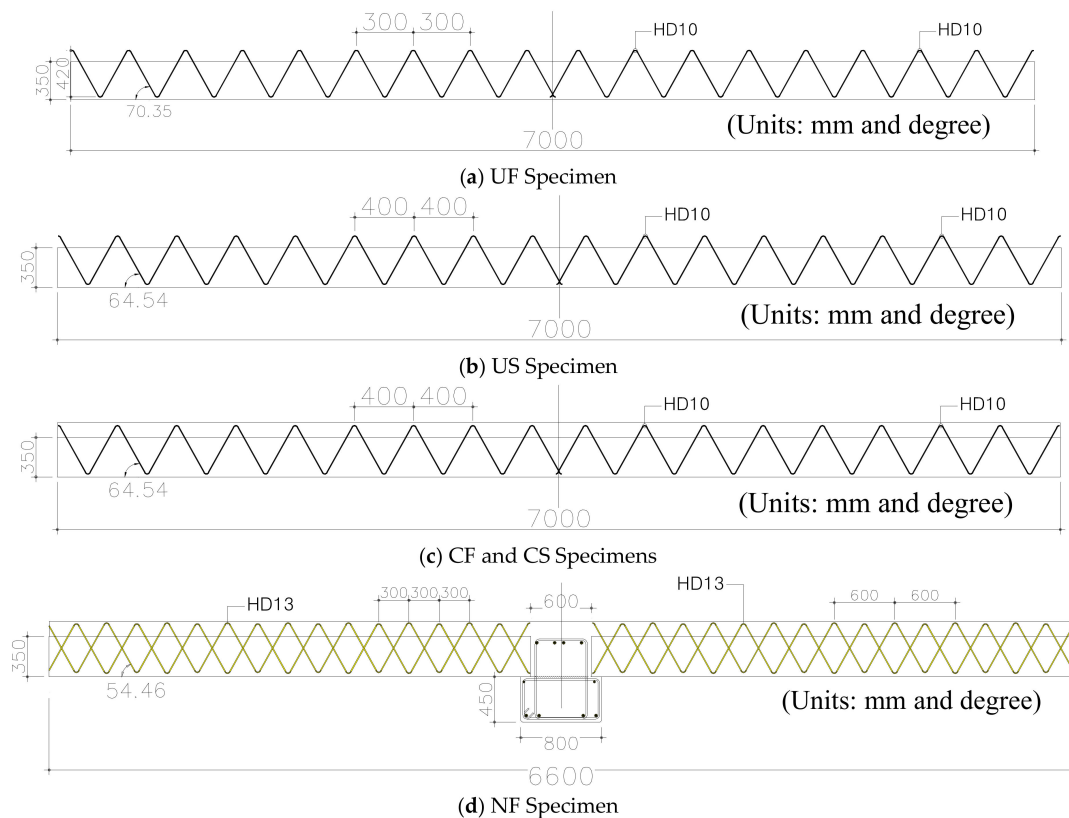 300 300
HD10
HD10
350
420
70.35
(Units: mm and degree)
7000
(a) UF Specimen
400 400
HD10
HD10
350
64.54
(Units: mm and degree)
7000
(b) US Specimen
400 400
HD10
HD10
350
64.54
(Units: mm and degree)
7000
(c) CF and CS Specimens
HD13
300 300 300
600
HD13
600 600
350
54.46
450
(Units: mm and degree)
800
6600
(d) NF Specimen